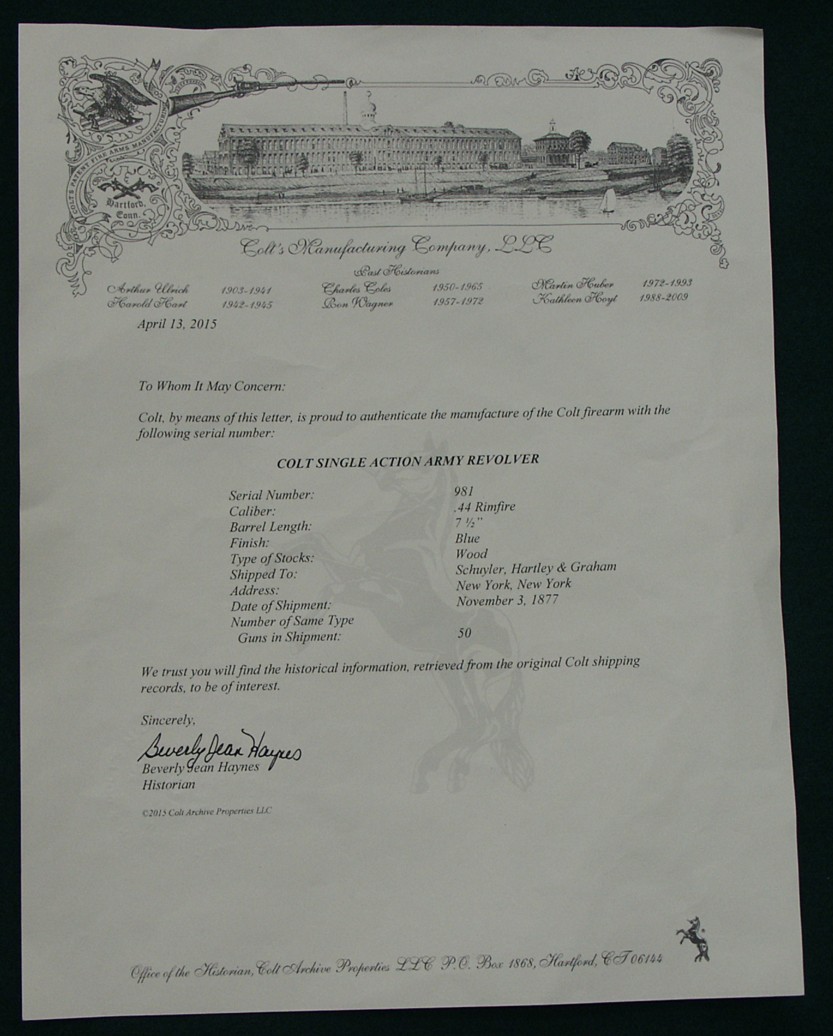 COLT'S PATENT FIRE ARMS MANUFACTURING
Hartford,
Conn.
Colt's Manufacturing Company, LLC
Past Historians
Arthur Ulrich 1903-1941 Charles Coles 1950-1965 Martin Huber 1972-1993
Harold Hart 1942-1945 Ron Wagner 1957-1972 Kathleen Hoyt 1988-2009
April 13, 2015
To Whom It May Concern:
Colt, by means of this letter, is proud to authenticate the manufacture of the Colt firearm with the
following serial number:
COLT SINGLE ACTION ARMY REVOLVER
Serial Number: 981
Caliber: .44 Rimfire
Barrel Length: 7 ½"
Finish: Blue
Type of Stocks: Wood
Shipped To: Schuyler, Hartley & Graham
Address: New York, New York
Date of Shipment: November 3, 1877
Number of Same Type
Guns in Shipment: 50
We trust you will find the historical information, retrieved from the original Colt shipping
records, to be of interest.
Sincerely,
Beverly Jean Haynes
Beverly Jean Haynes
Historian
©2015 Colt Archive Properties LLC
Office of the Historian, Colt Archive Properties LLC P.O. Box 1868, Hartford, CT 06144